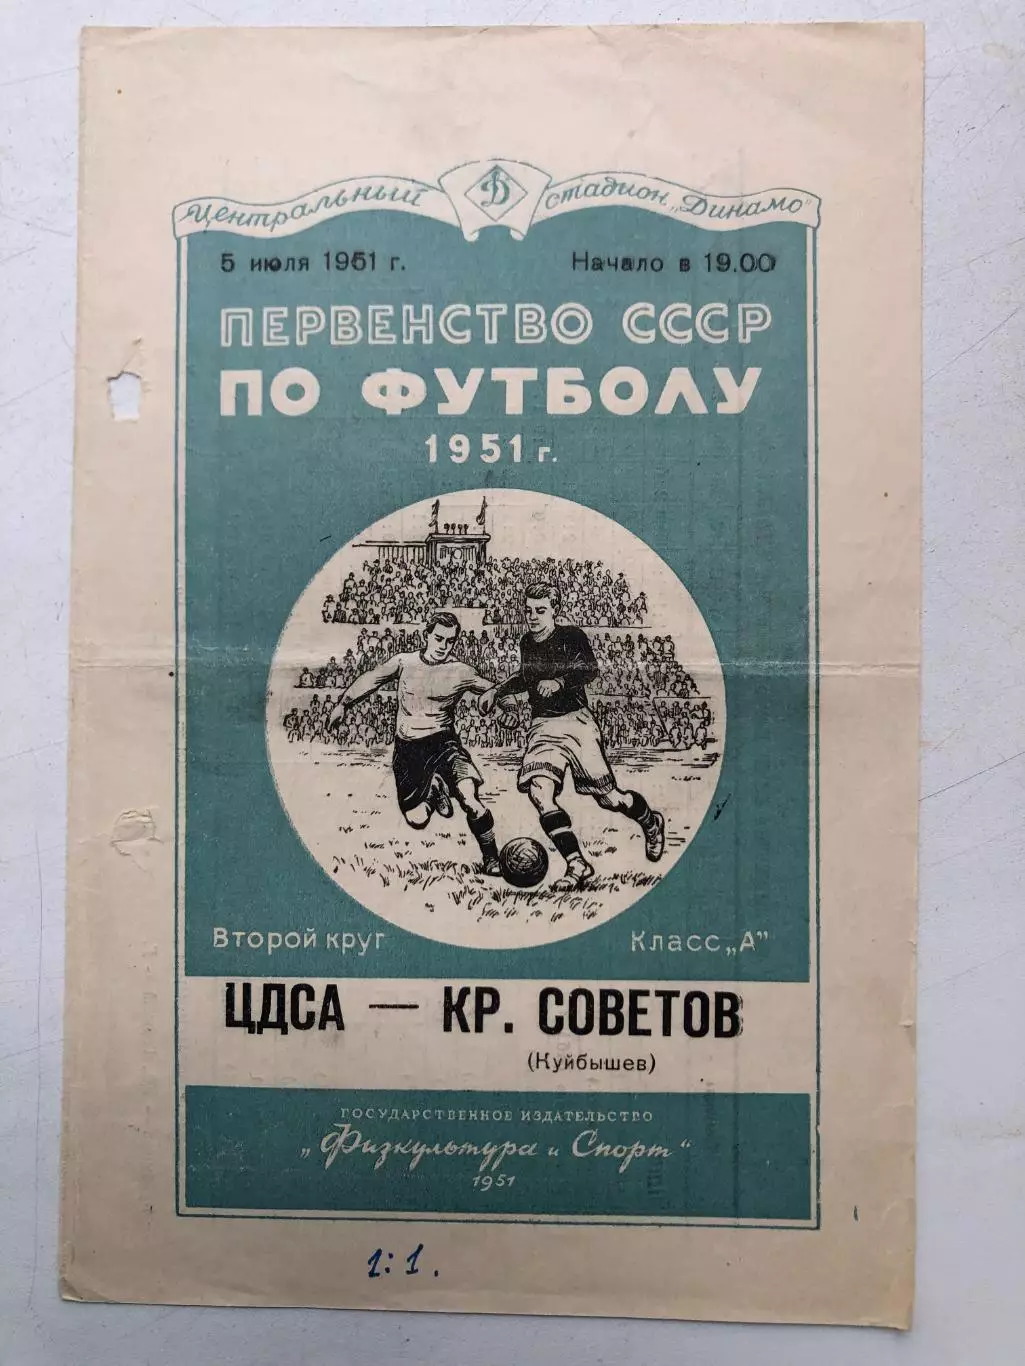 Центральный Д стадион „Динамо"
5 июля 1951 г. Начало в 19.00
ПЕРВЕНСТВО СССР
ПО ФУТБОЛУ
1951 г.
Второй круг Класс „А"
ЦДСА — КР. СОВЕТОВ
(Куйбышев)
ГОСУДАРСТВЕННОЕ ИЗДАТЕЛЬСТВО
„Физкультура и Спорт"
1951
1:1.